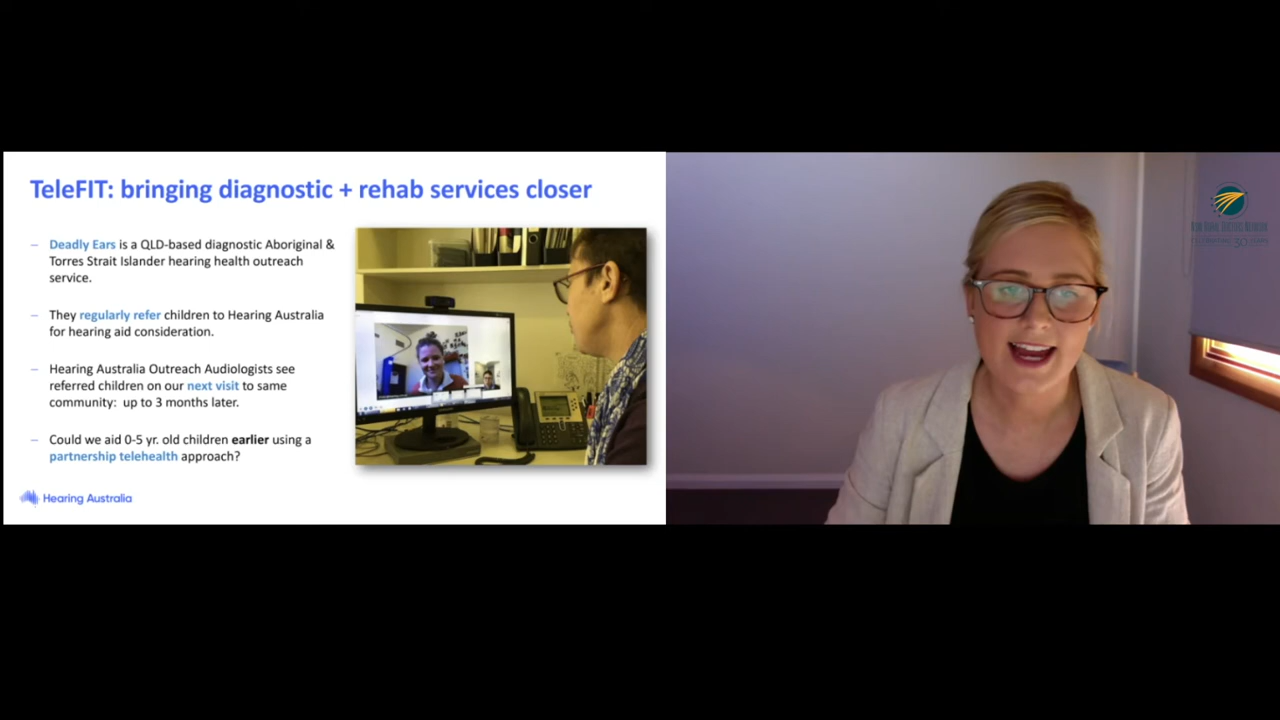 TeleFIT: bringing diagnostic + rehab services closer
– Deadly Ears is a QLD-based diagnostic Aboriginal &
Torres Strait Islander hearing health outreach
service.
– They regularly refer children to Hearing Australia
for hearing aid consideration.
– Hearing Australia Outreach Audiologists see
referred children on our next visit to same
community: up to 3 months later.
– Could we aid 0-5 yr. old children earlier using a
partnership telehealth approach?
Hearing Australia
CELEBRATING 30 YEARS